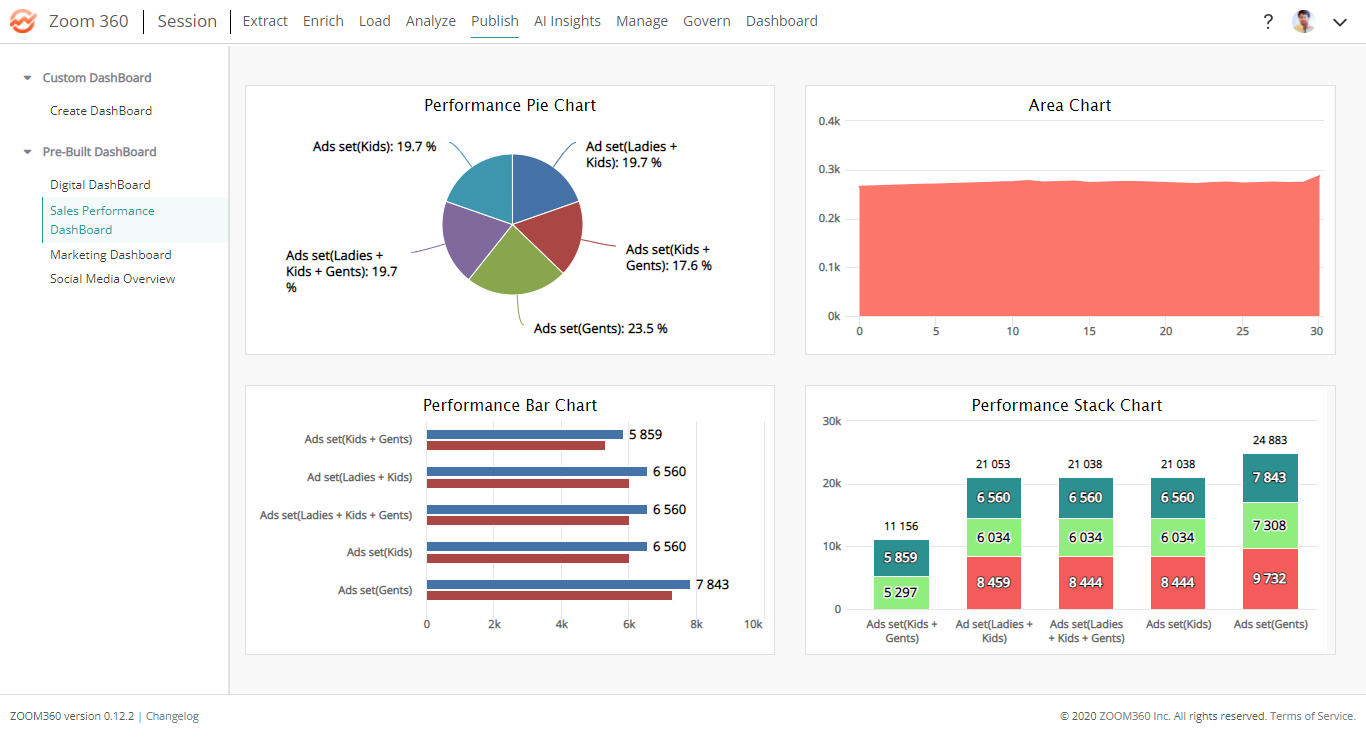 Zoom 360 Session Extract Enrich Load Analyze Publish AI Insights Manage Govern Dashboard ?
Custom DashBoard
Create DashBoard
Pre-Built DashBoard
Digital DashBoard
Sales Performance
DashBoard
Marketing Dashboard
Social Media Overview
Performance Pie Chart
Ads set(Kids): 19.7 %
Ad set(Ladies +
Kids): 19.7 %
Ads set(Ladies +
Kids + Gents): 19.7
%
Ads set(Kids +
Gents): 17.6 %
Ads set(Gents): 23.5 %
Area Chart
0.4k
0.3k
0.2k
0.1k
0k
0 5 10 15 20 25 30
Performance Bar Chart
Ads set(Kids + Gents) 5 859
Ad set(Ladies + Kids) 6 560
Ads set(Ladies + Kids + Gents) 6 560
Ads set(Kids) 6 560
Ads set(Gents) 7 843
0 2k 4k 6k 8k 10k
Performance Stack Chart
30k
20k
10k
0
11 156 21 053 21 038 21 038 24 883
5 859 6 560 6 560 6 560 7 843
5 297 6 034 6 034 6 034 7 308
8 459 8 444 8 444 9 732
Ads set(Kids +
Gents)
Ad set(Ladies +
Kids)
Ads set(Ladies
+ Kids + Gents)
Ads set(Kids)
Ads set(Gents)
ZOOM360 version 0.12.2 | Changelog
© 2020 ZOOM360 Inc. All rights reserved. Terms of Service.